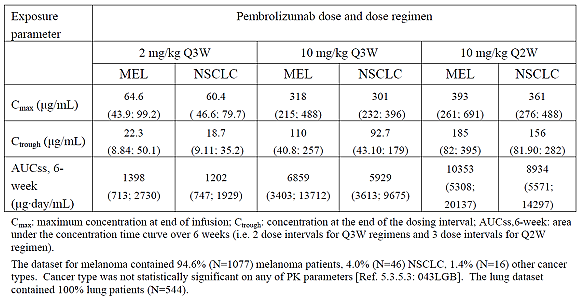 Exposure parameter Pembrolizumab dose and dose regimen
2 mg/kg Q3W 10 mg/kg Q3W 10 mg/kg Q2W
MEL NSCLC MEL NSCLC MEL NSCLC
Cmax (µg/mL) 64.6 (43.9; 99.2) 60.4 ( 46.6; 79.7) 318 (215; 488) 301 (232; 396) 393 (261; 691) 361 (276; 488)
Ctrough (µg/mL) 22.3 (8.84; 50.1) 18.7 (9.11; 35.2) 110 (40.8; 257) 92.7 (43.10; 179) 185 (82; 395) 156 (81.90; 282)
AUCss, 6-week (µg·day/mL) 1398 (713; 2730) 1202 (747; 1929) 6859 (3403; 13712) 5929 (3613; 9675) 10353 (5308; 20137) 8934 (5571; 14297)
Cmax: maximum concentration at end of infusion; Ctrough: concentration at the end of the dosing interval; AUCss,6-week: area
under the concentration time curve over 6 weeks (i.e. 2 dose intervals for Q3W regimens and 3 dose intervals for Q2W
regimen).
The dataset for melanoma contained 94.6% (N=1077) melanoma patients, 4.0% (N=46) NSCLC, 1.4% (N=16) other cancer
types. Cancer type was not statistically significant on any of PK parameters [Ref. 5.3.5.3: 043LGB]. The lung dataset
contained 100% lung patients (N=544).